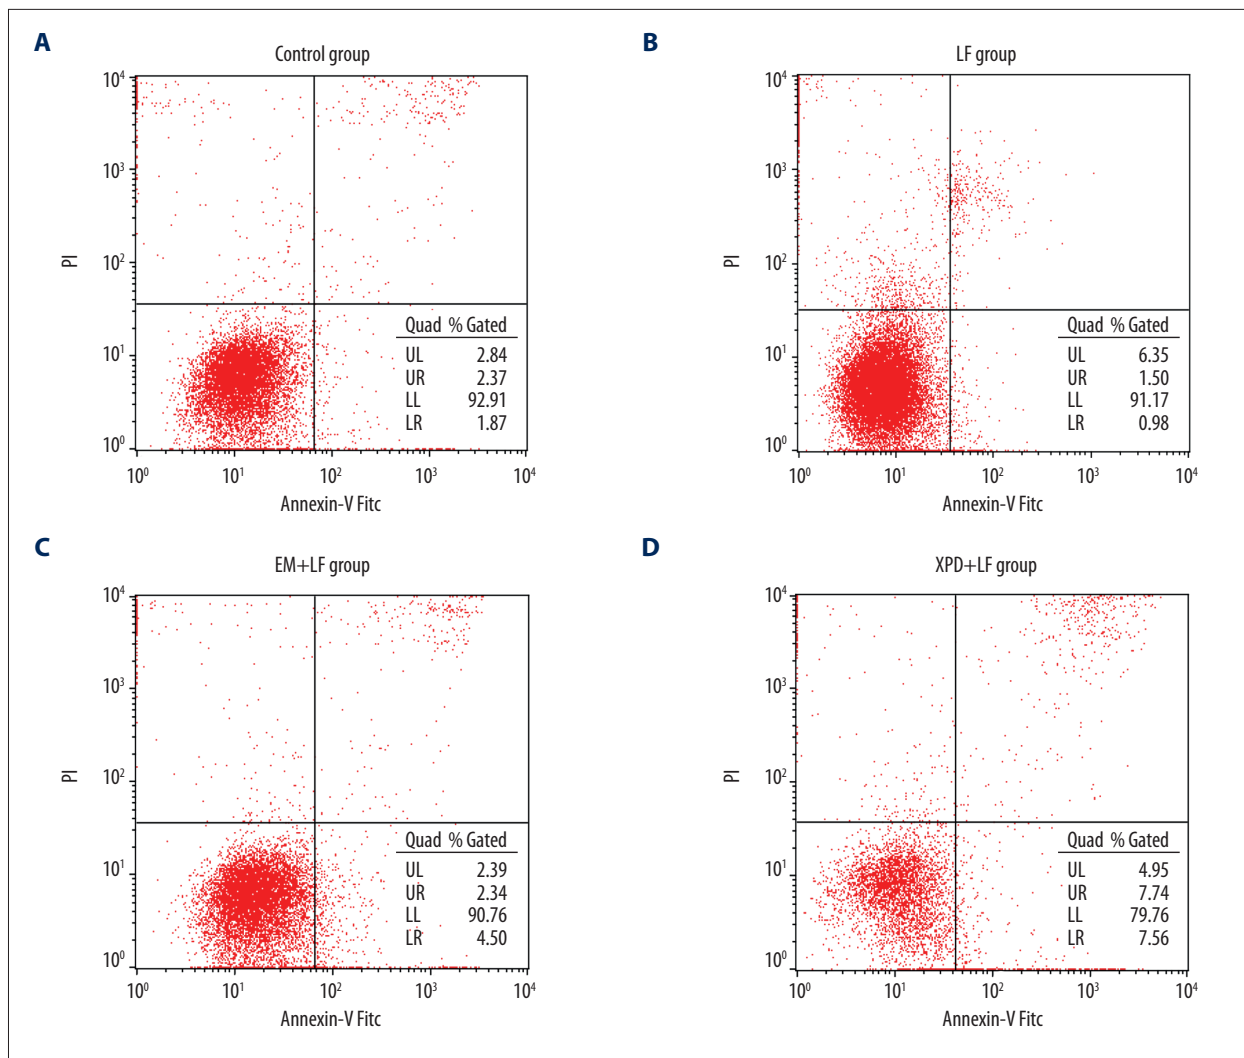 A
Control group
10⁴
10³
10²
10¹
10⁰
PI
Quad % Gated
UL 2.84
UR 2.37
LL 92.91
LR 1.87
10⁰ 10¹ 10² 10³ 10⁴
Annexin-V Fitc
B
LF group
10⁴
10³
10²
10¹
10⁰
PI
Quad % Gated
UL 6.35
UR 1.50
LL 91.17
LR 0.98
10⁰ 10¹ 10² 10³ 10⁴
Annexin-V Fitc
C
EM+LF group
10⁴
10³
10²
10¹
10⁰
PI
Quad % Gated
UL 2.39
UR 2.34
LL 90.76
LR 4.50
10⁰ 10¹ 10² 10³ 10⁴
Annexin-V Fitc
D
XPD+LF group
10⁴
10³
10²
10¹
10⁰
PI
Quad % Gated
UL 4.95
UR 7.74
LL 79.76
LR 7.56
10⁰ 10¹ 10² 10³ 10⁴
Annexin-V Fitc